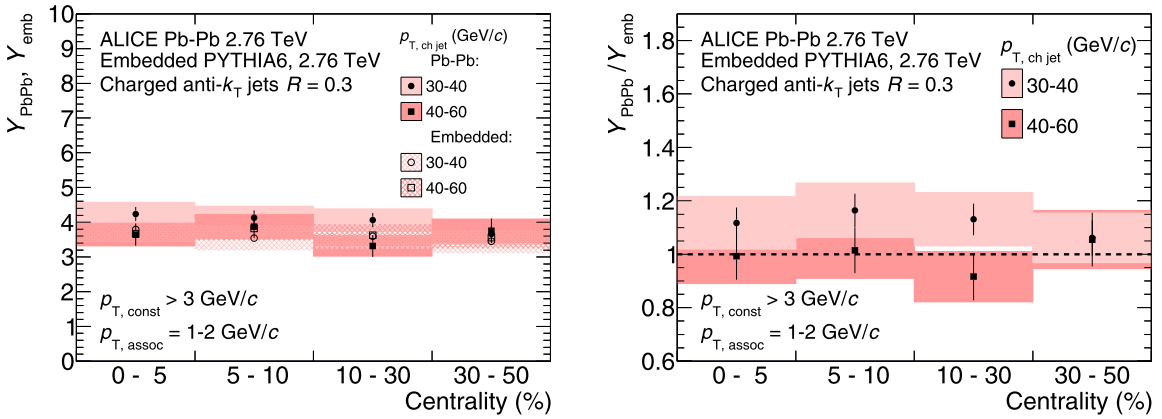 Y_PbPb, Y_emb
10
9
8
7
6
5
4
3
2
1
0
ALICE Pb-Pb 2.76 TeV
Embedded PYTHIA6, 2.76 TeV
Charged anti-k_T jets R = 0.3
p_T, ch jet (GeV/c)
Pb-Pb:
30-40
40-60
Embedded:
30-40
40-60
p_T, const > 3 GeV/c
p_T, assoc = 1-2 GeV/c
0 - 5 5 - 10 10 - 30 30 - 50
Centrality (%)
Y_PbPb / Y_emb
1.8
1.6
1.4
1.2
1
0.8
0.6
ALICE Pb-Pb 2.76 TeV
Embedded PYTHIA6, 2.76 TeV
Charged anti-k_T jets R = 0.3
p_T, ch jet (GeV/c)
30-40
40-60
p_T, const > 3 GeV/c
p_T, assoc = 1-2 GeV/c
0 - 5 5 - 10 10 - 30 30 - 50
Centrality (%)